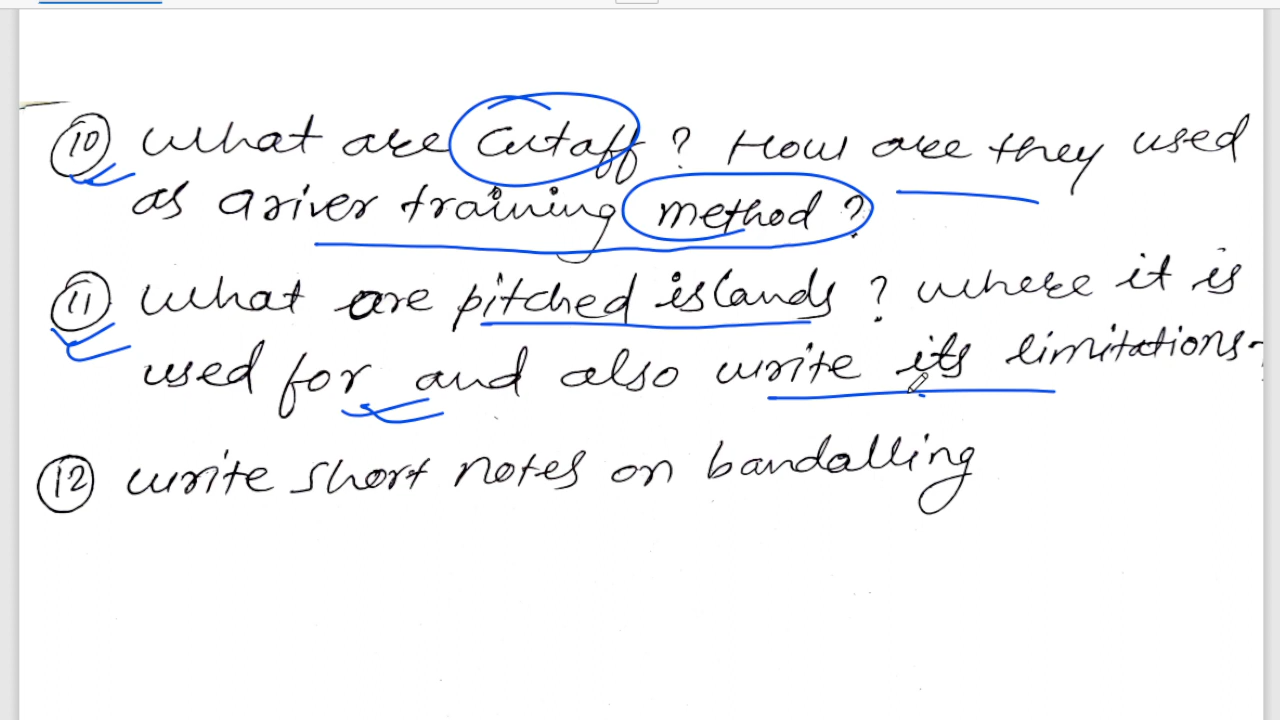 10 What are Cutoff? How are they used
as a river training method?
11 What are pitched islands? where it is
used for and also write its limitations.
12 write short notes on bandalling